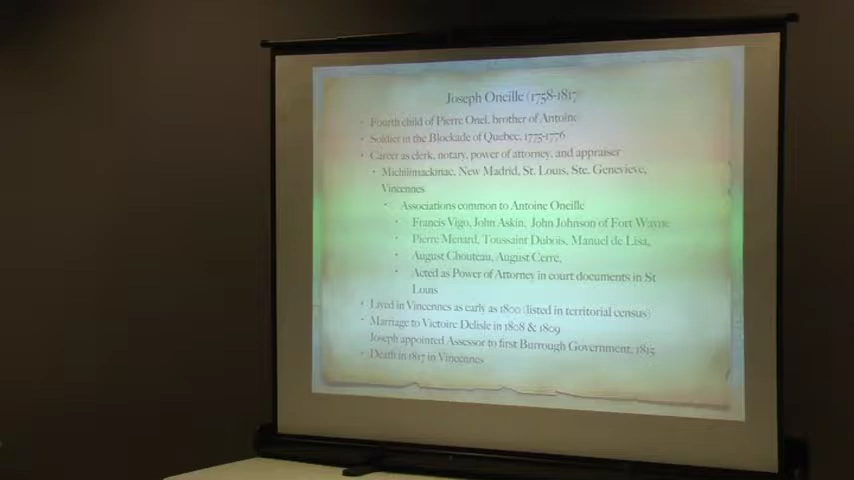 Joseph Oneille (1758-1817)
Fourth child of Pierre Onel, brother of Antoine
Soldier in the Blockade of Quebec, 1775-1776
Career as clerk, notary, power of attorney, and appraiser
Michilimackinac, New Madrid, St. Louis, Ste. Genevieve,
Vincennes
Associations common to Antoine Oneille
Francis Vigo, John Askin, John Johnson of Fort Wayne
Pierre Menard, Toussaint Dubois, Manuel de Lisa,
August Chouteau, August Cerre,
Acted as Power of Attorney in court documents in St
Louis
Lived in Vincennes as early as 1800 (listed in territorial census)
Marriage to Victoire Delisle in 1808 & 1809
Joseph appointed Assessor to first Burrough Government, 1815
Death in 1817 in Vincennes